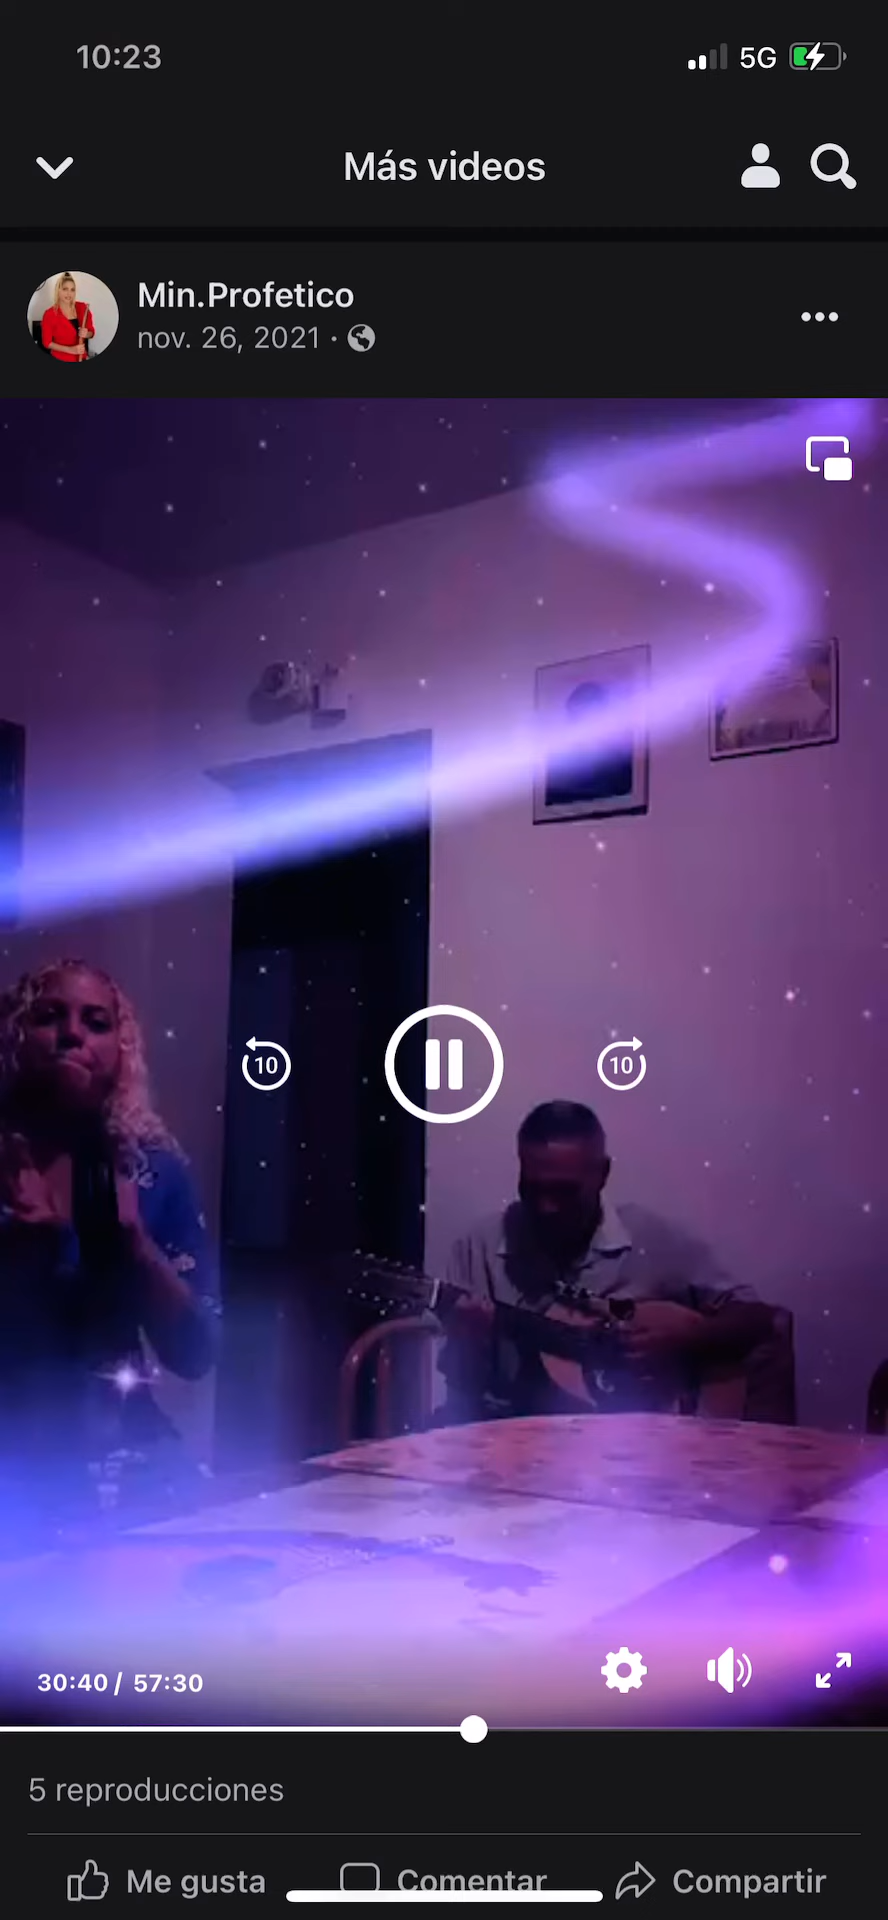 10:23
5G
Más videos
Min.Profetico
nov. 26, 2021 ·
10
10
30:40 / 57:30
5 reproducciones
Me gusta
Comentar
Compartir